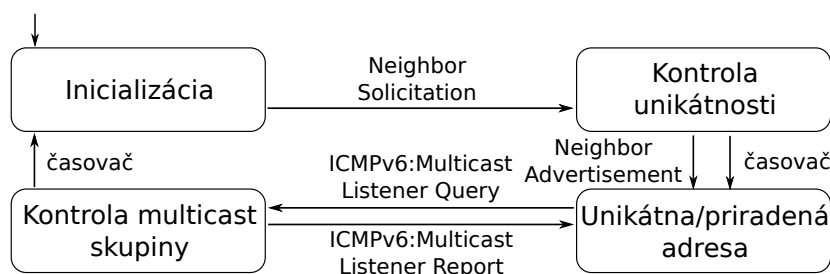 Inicializácia
Neighbor
Solicitation
Kontrola
unikátnosti
časovač
ICMPv6:Multicast
Listener Query
Neighbor
Advertisement
časovač
Kontrola multicast
skupiny
ICMPv6:Multicast
Listener Report
Unikátna/priradená
adresa